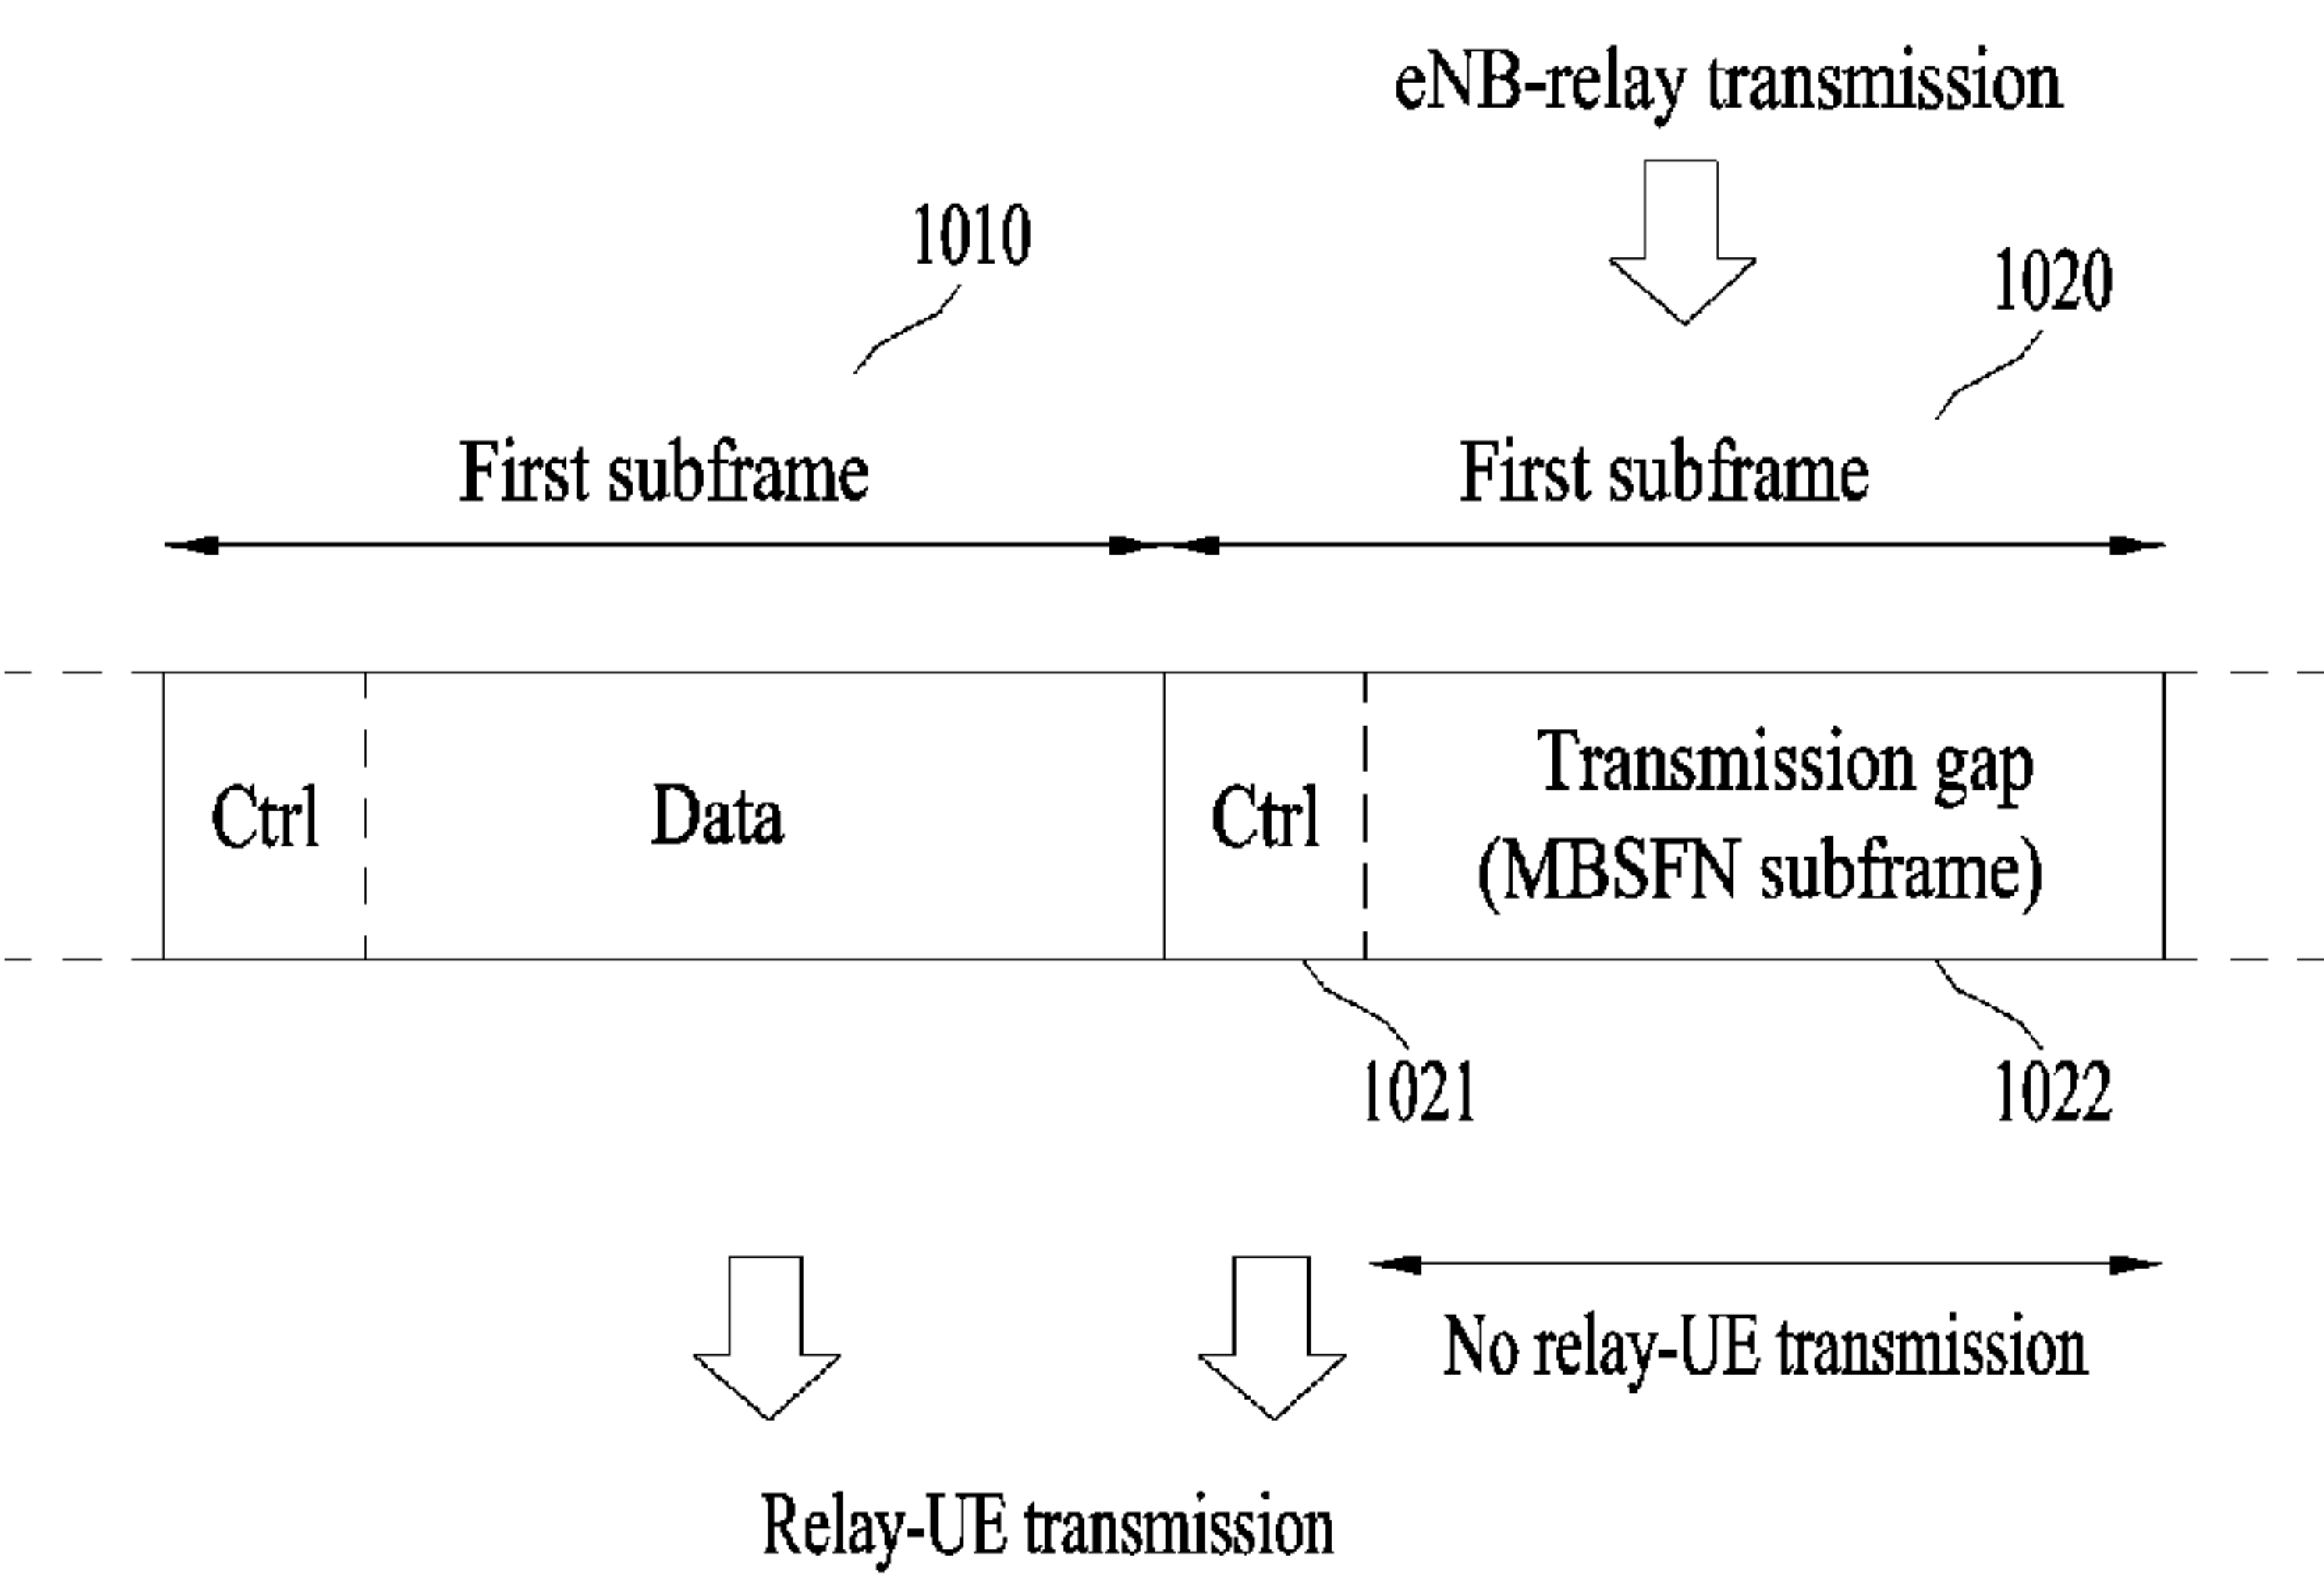 eNB-relay transmission
1010
1020
First subframe
First subframe
Ctrl
Data
Ctrl
Transmission gap
(MBSFN subframe)
1021
1022
No relay-UE transmission
Relay-UE transmission